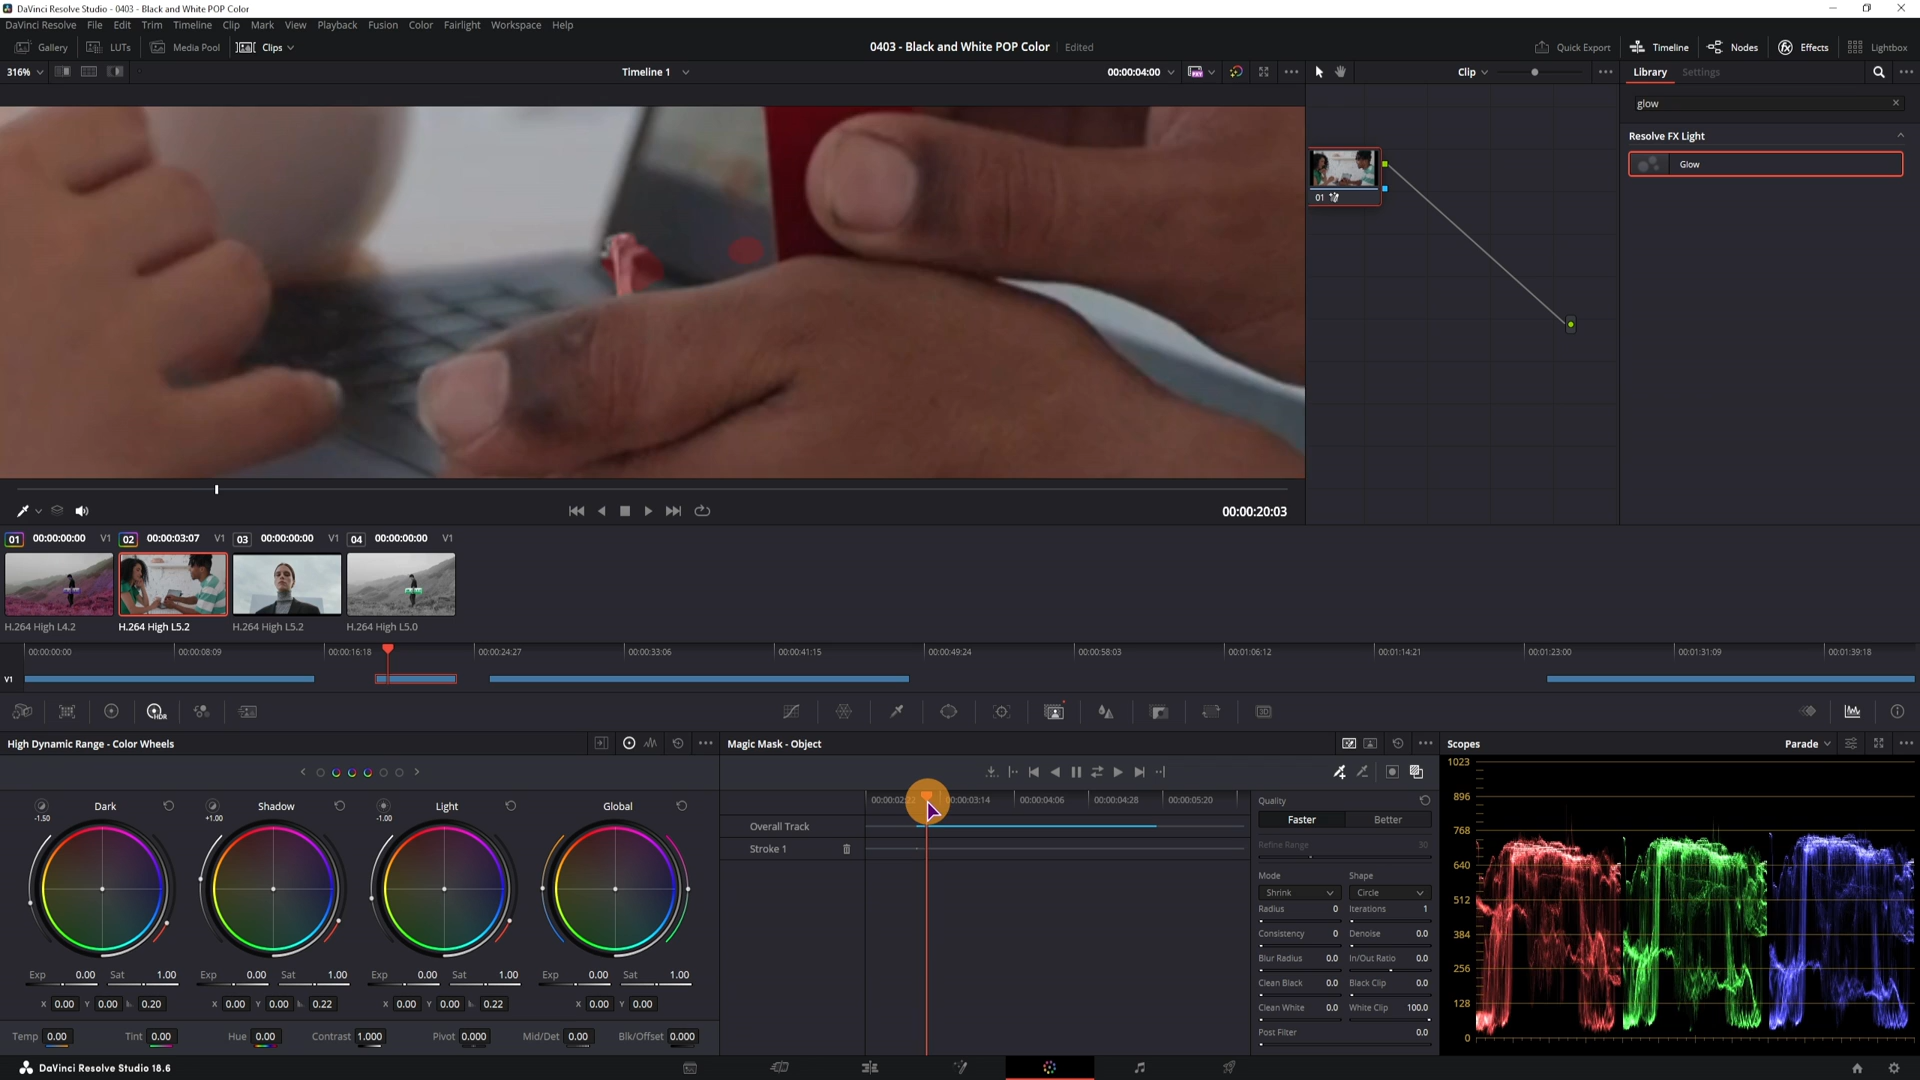 DaVinci Resolve Studio - 0403 - Black and White POP Color
DaVinci Resolve File Edit Trim Timeline Clip Mark View Playback Fusion Color Fairlight Workspace Help
Gallery LUTs Media Pool Clips 0403 - Black and White POP Color Edited Quick Export Timeline Nodes Effects Lightbox
316% Timeline 1 00:00:04:00 Clip Library Settings
glow
Resolve FX Light
Glow
01
00:00:20:03
01 00:00:00:00 V1 02 00:00:03:07 V1 03 00:00:00:00 V1 04 00:00:00:00 V1
H.264 High L4.2 H.264 High L5.2 H.264 High L5.2 H.264 High L5.0
00:00:00:00 00:00:08:09 00:00:16:18 00:00:24:27 00:00:33:06 00:00:41:15 00:00:49:24 00:00:58:03 00:01:06:12 00:01:14:21 00:01:23:00 00:01:31:09 00:01:39:18
V1
HDR 3D
High Dynamic Range - Color Wheels
Dark Shadow Light Global
-1.50 +1.00 -1.00
Exp 0.00 Sat 1.00 Exp 0.00 Sat 1.00 Exp 0.00 Sat 1.00 Exp 0.00 Sat 1.00
X 0.00 Y 0.00 0.20 X 0.00 Y 0.00 0.22 X 0.00 Y 0.00 0.22 X 0.00 Y 0.00
Temp 0.00 Tint 0.00 Hue 0.00 Contrast 1.000 Pivot 0.000 Mid/Det 0.00 Blk/Offset 0.000
Magic Mask - Object
00:00:02:22 00:00:03:14 00:00:04:06 00:00:04:28 00:00:05:20
Overall Track
Stroke 1
Quality
Faster Better
Refine Range 30
Mode Shape
Shrink Circle
Radius 0 Iterations 1
Consistency 0 Denoise 0.0
Blur Radius 0.0 In/Out Ratio 0.0
Clean Black 0.0 Black Clip 0.0
Clean White 0.0 White Clip 100.0
Post Filter 0.0
Scopes Parade
1023
896
768
640
512
384
256
128
0
DaVinci Resolve Studio 18.6